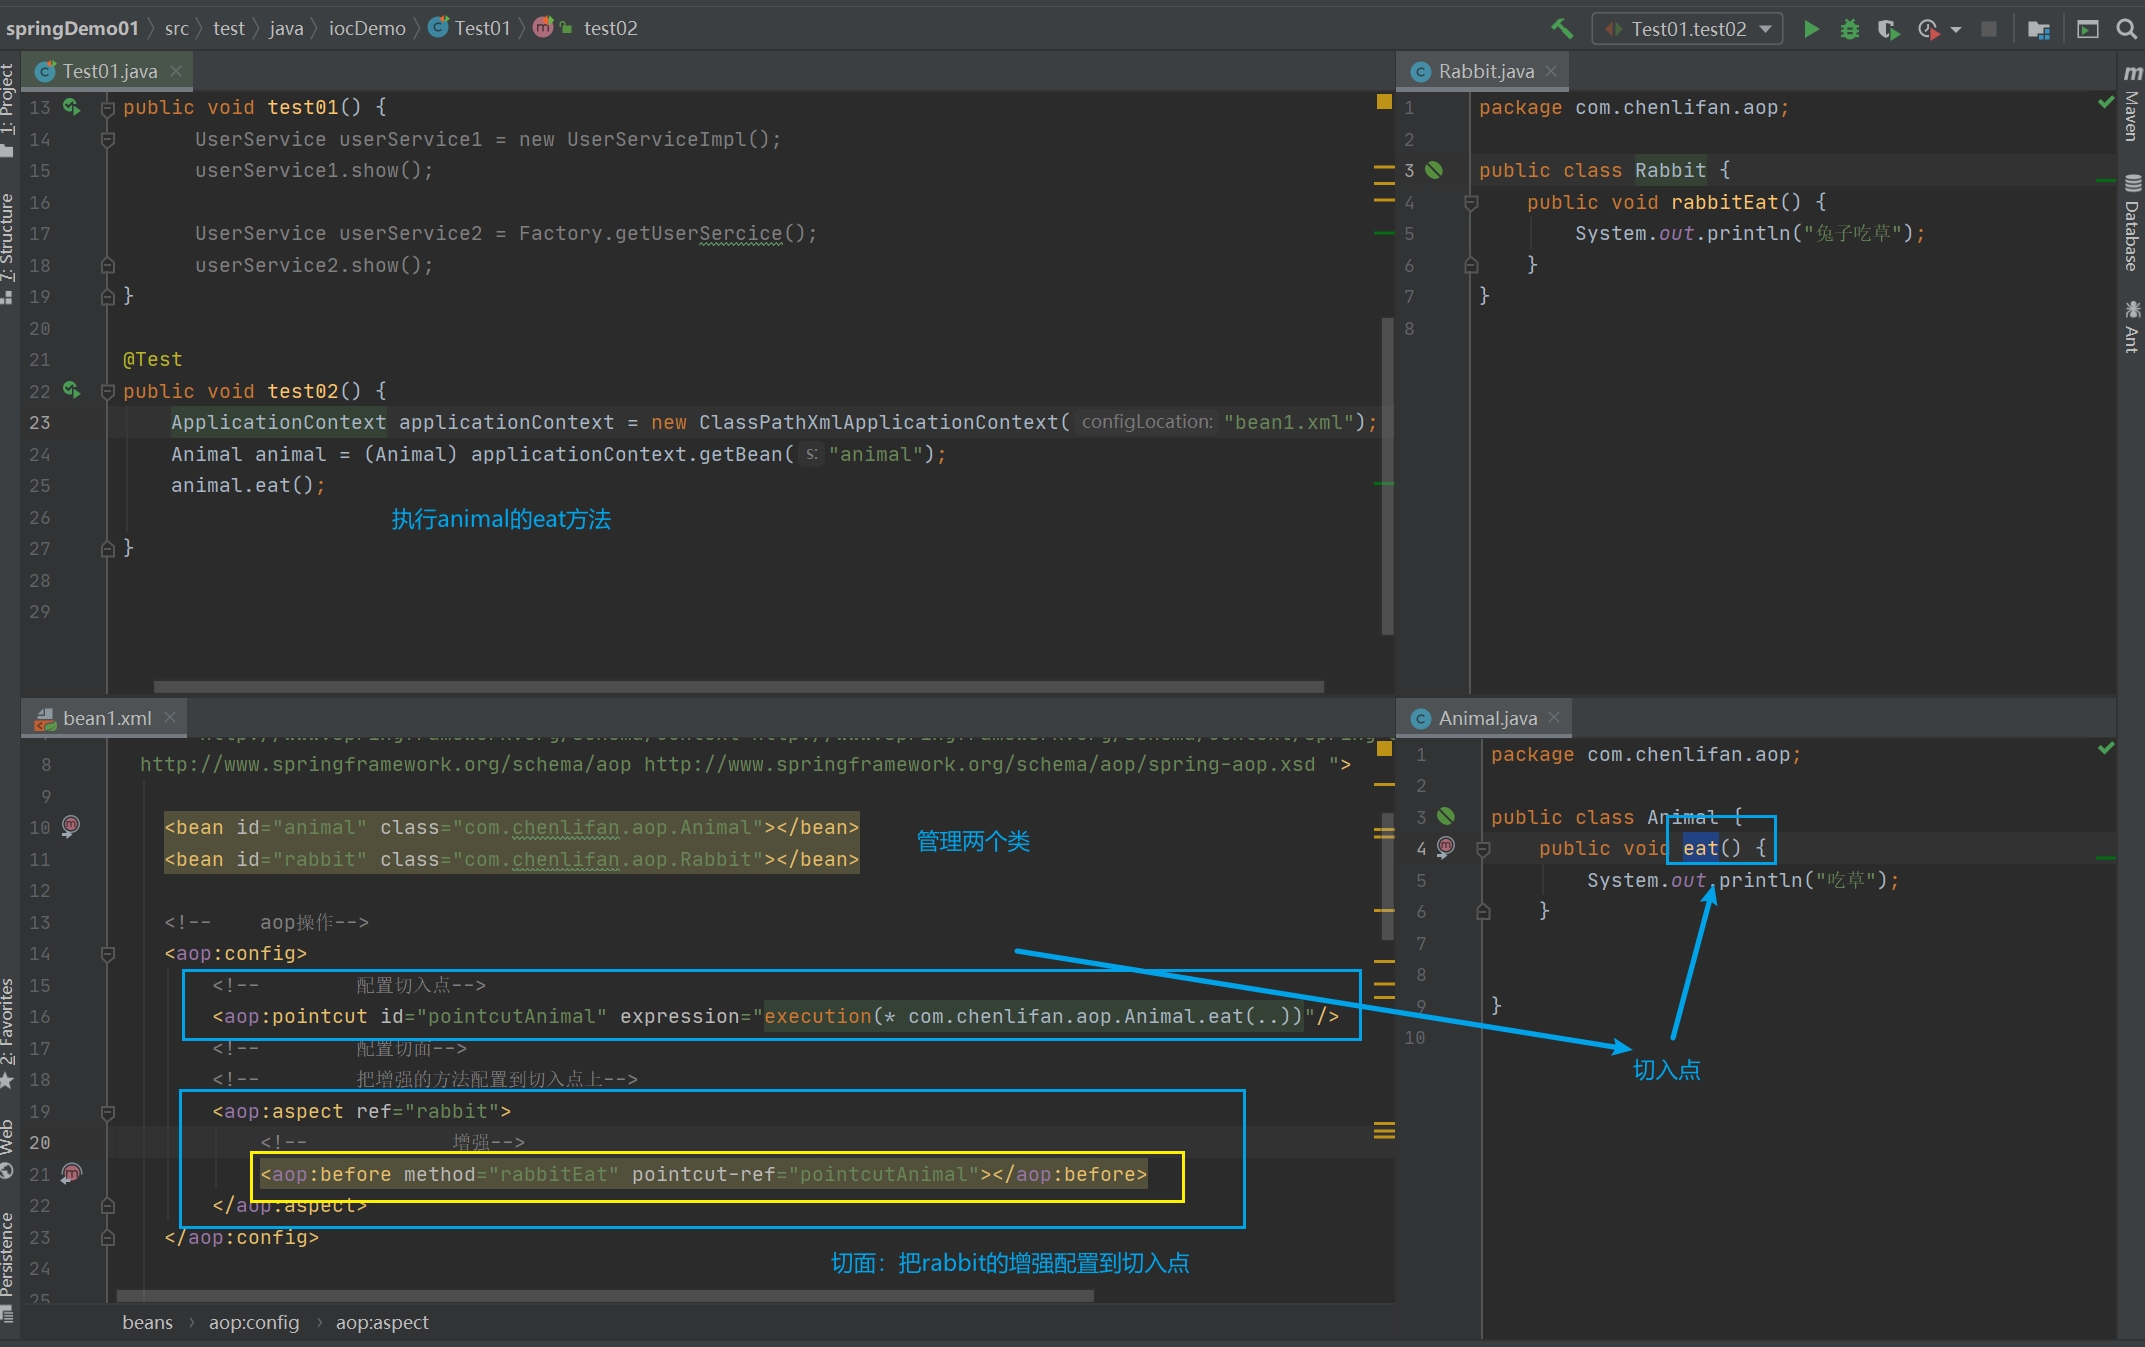 springDemo01 src test java iocDemo Test01 test02
Test01.test02
1: Project
7: Structure
2: Favorites
Web
Persistence
Test01.java
13 public void test01() {
14 UserService userService1 = new UserServiceImpl();
15 userService1.show();
16
17 UserService userService2 = Factory.getUserSercice();
18 userService2.show();
19 }
20
21 @Test
22 public void test02() {
23 ApplicationContext applicationContext = new ClassPathXmlApplicationContext( configLocation: "bean1.xml");
24 Animal animal = (Animal) applicationContext.getBean( s: "animal");
25 animal.eat();
26
执行animal的eat方法
27 }
28
29
Rabbit.java
1 package com.chenlifan.aop;
2
3 public class Rabbit {
4 public void rabbitEat() {
5 System.out.println("兔子吃草");
6 }
7 }
8
Maven
Database
Ant
bean1.xml
8 http://www.springframework.org/schema/aop http://www.springframework.org/schema/aop/spring-aop.xsd ">
9
10 <bean id="animal" class="com.chenlifan.aop.Animal"></bean>
管理两个类
11 <bean id="rabbit" class="com.chenlifan.aop.Rabbit"></bean>
12
13 <!-- aop操作-->
14 <aop:config>
15 <!-- 配置切入点-->
16 <aop:pointcut id="pointcutAnimal" expression="execution(* com.chenlifan.aop.Animal.eat(..))"/>
17 <!-- 配置切面-->
18 <!-- 把增强的方法配置到切入点上-->
19 <aop:aspect ref="rabbit">
20 <!-- 增强-->
21 <aop:before method="rabbitEat" pointcut-ref="pointcutAnimal"></aop:before>
22 </aop:aspect>
23 </aop:config>
24
切面：把rabbit的增强配置到切入点
25
beans aop:config aop:aspect
Animal.java
1 package com.chenlifan.aop;
2
3 public class Animal {
4 public void eat() {
5 System.out.println("吃草");
6 }
7
8
9 }
10
切入点